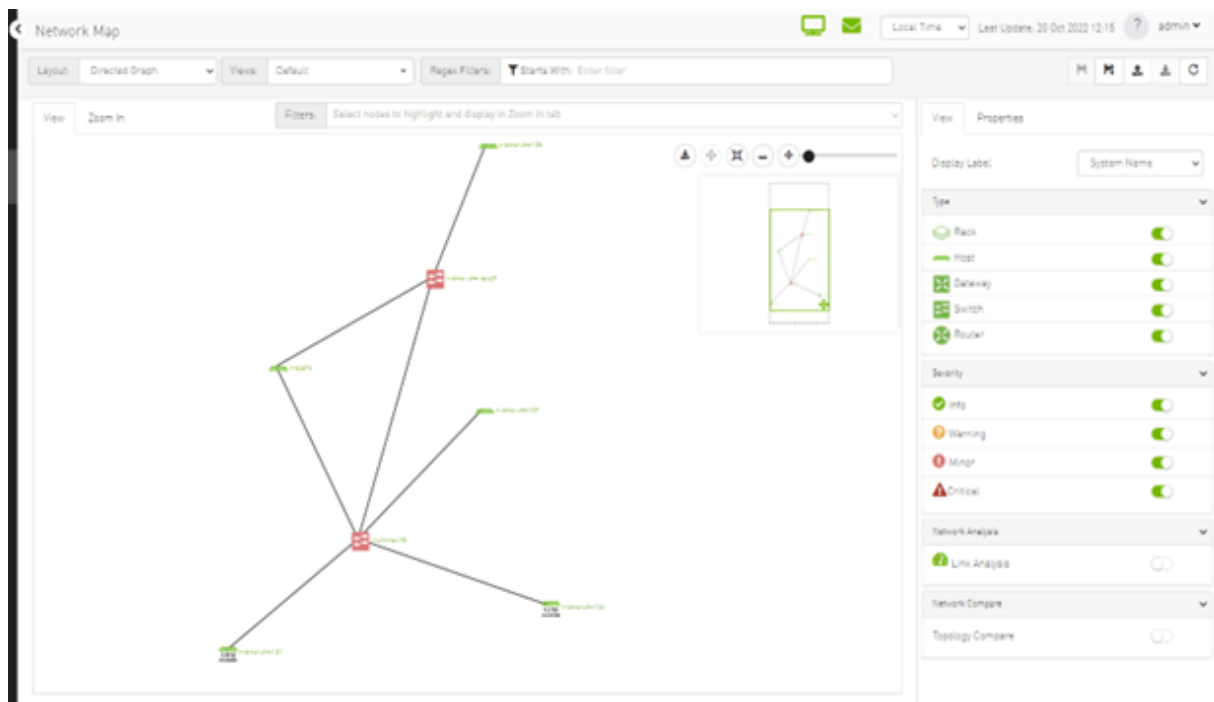 Network Map
Local Time
Last Update: 20 Oct 2022 12:15
?
admin
Layout: Directed Graph
Views: Default
Regex Filters: Starts With: Enter filter
View
Zoom In
Filters: Select nodes to highlight and display in Zoom In tab
View
Properties
Display Label: System Name
Type
Rack
Host
Gateway
Switch
Router
Severity
Info
Warning
Minor
Critical
Network Analysis
Link Analysis
Network Compare
Topology Compare